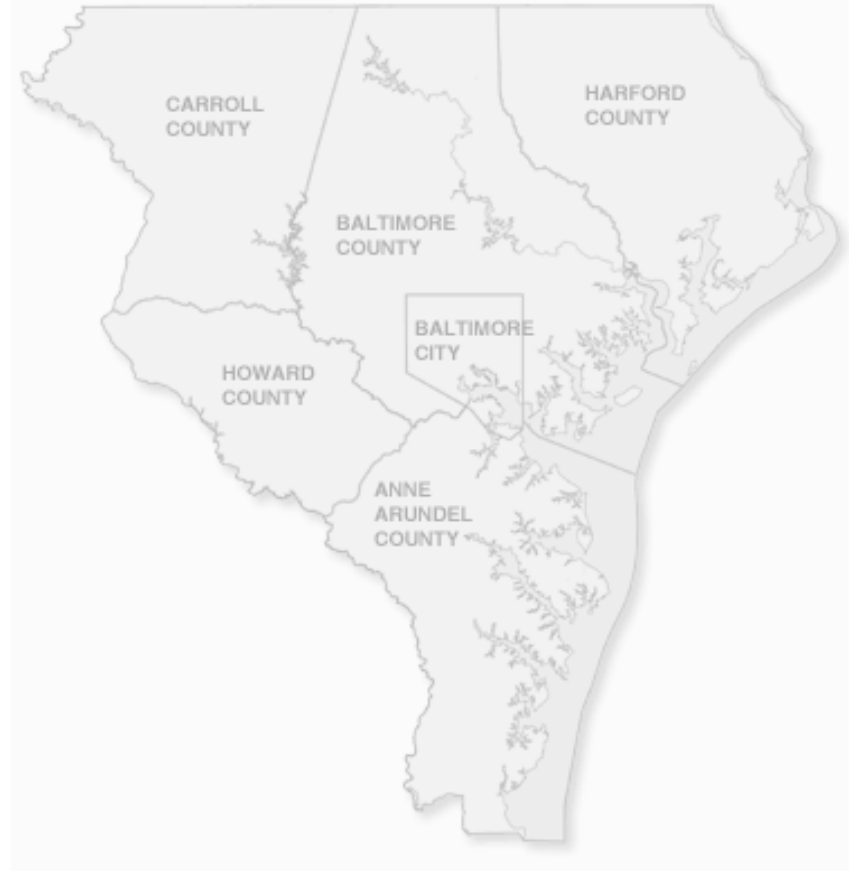 CARROLL
COUNTY
HARFORD
COUNTY
BALTIMORE
COUNTY
BALTIMORE
CITY
HOWARD
COUNTY
ANNE
ARUNDEL
COUNTY